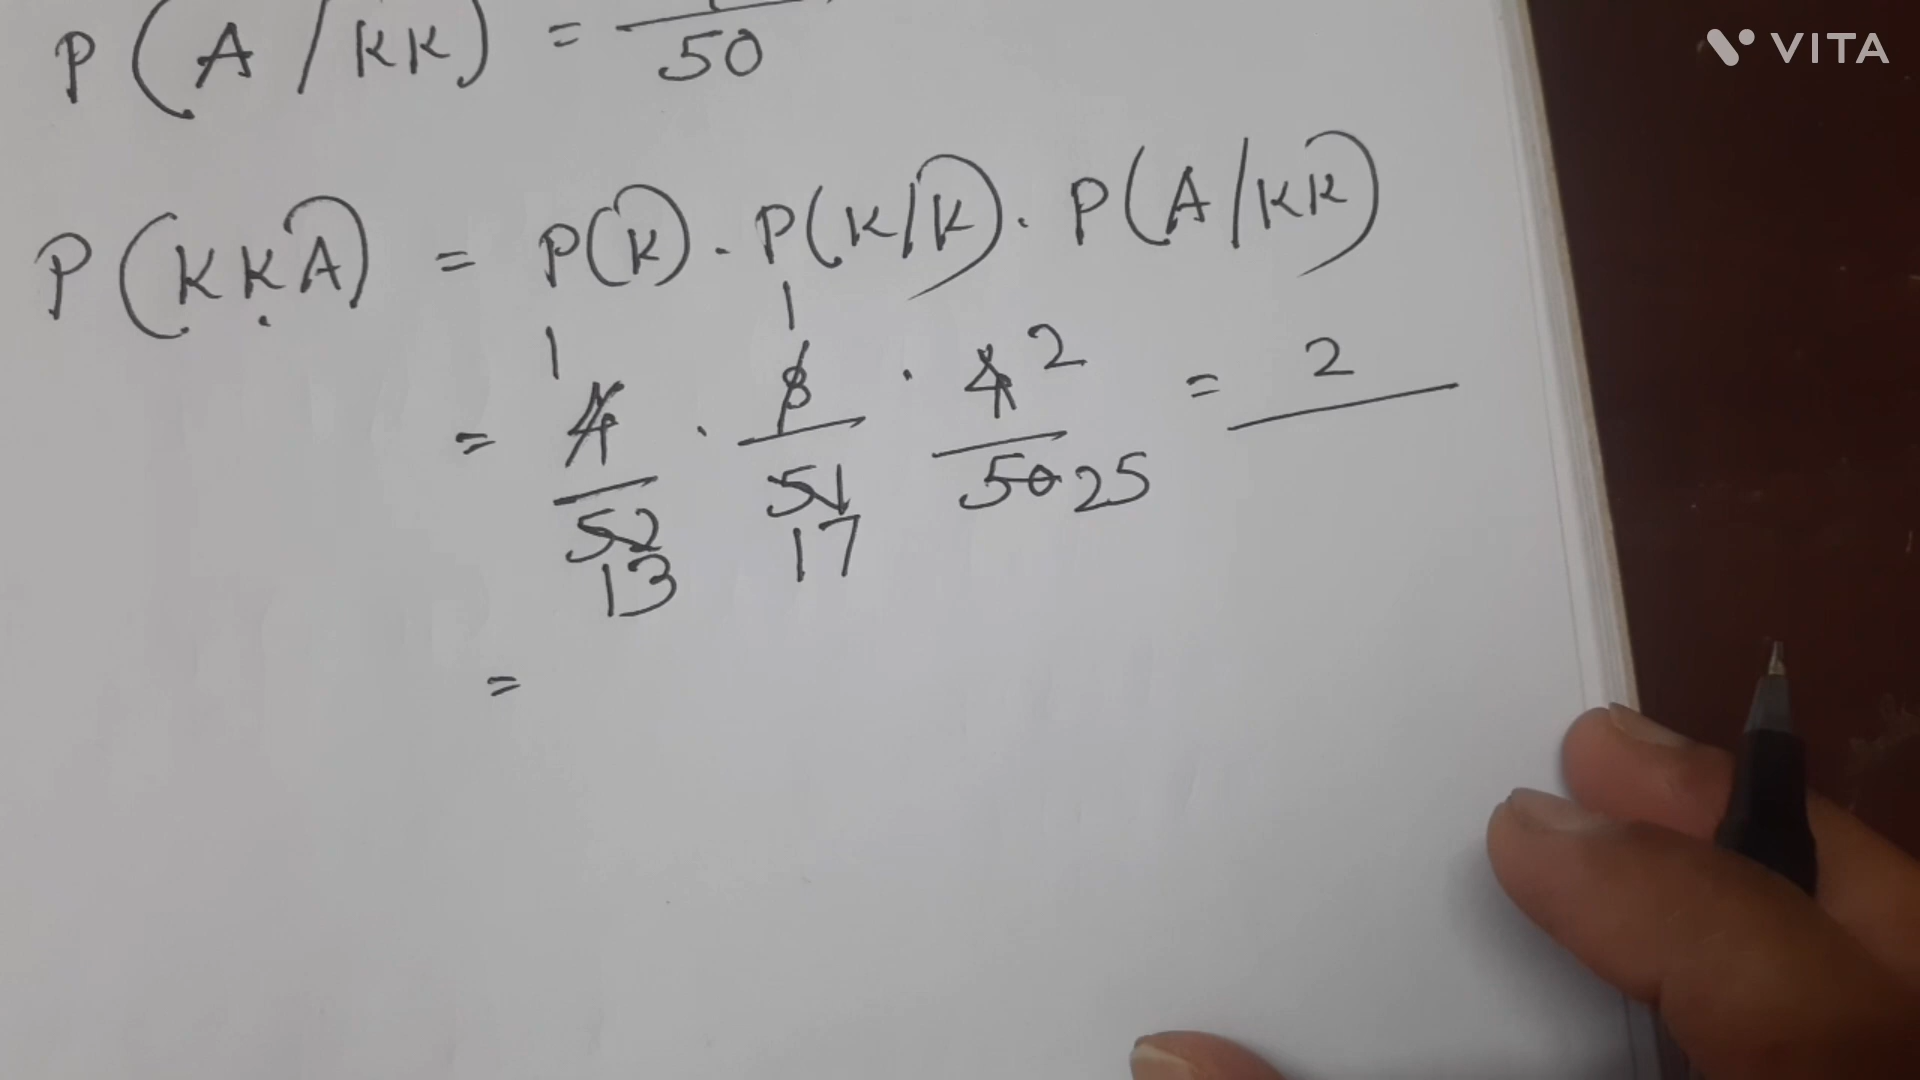 VITA
P(A/KK) = /50
P(KKA) = P(K) . P(K/K) . P(A/KK)
1 1
= 4/52 . 3/51 . 4/50 2 = 2/
13 17 25
=